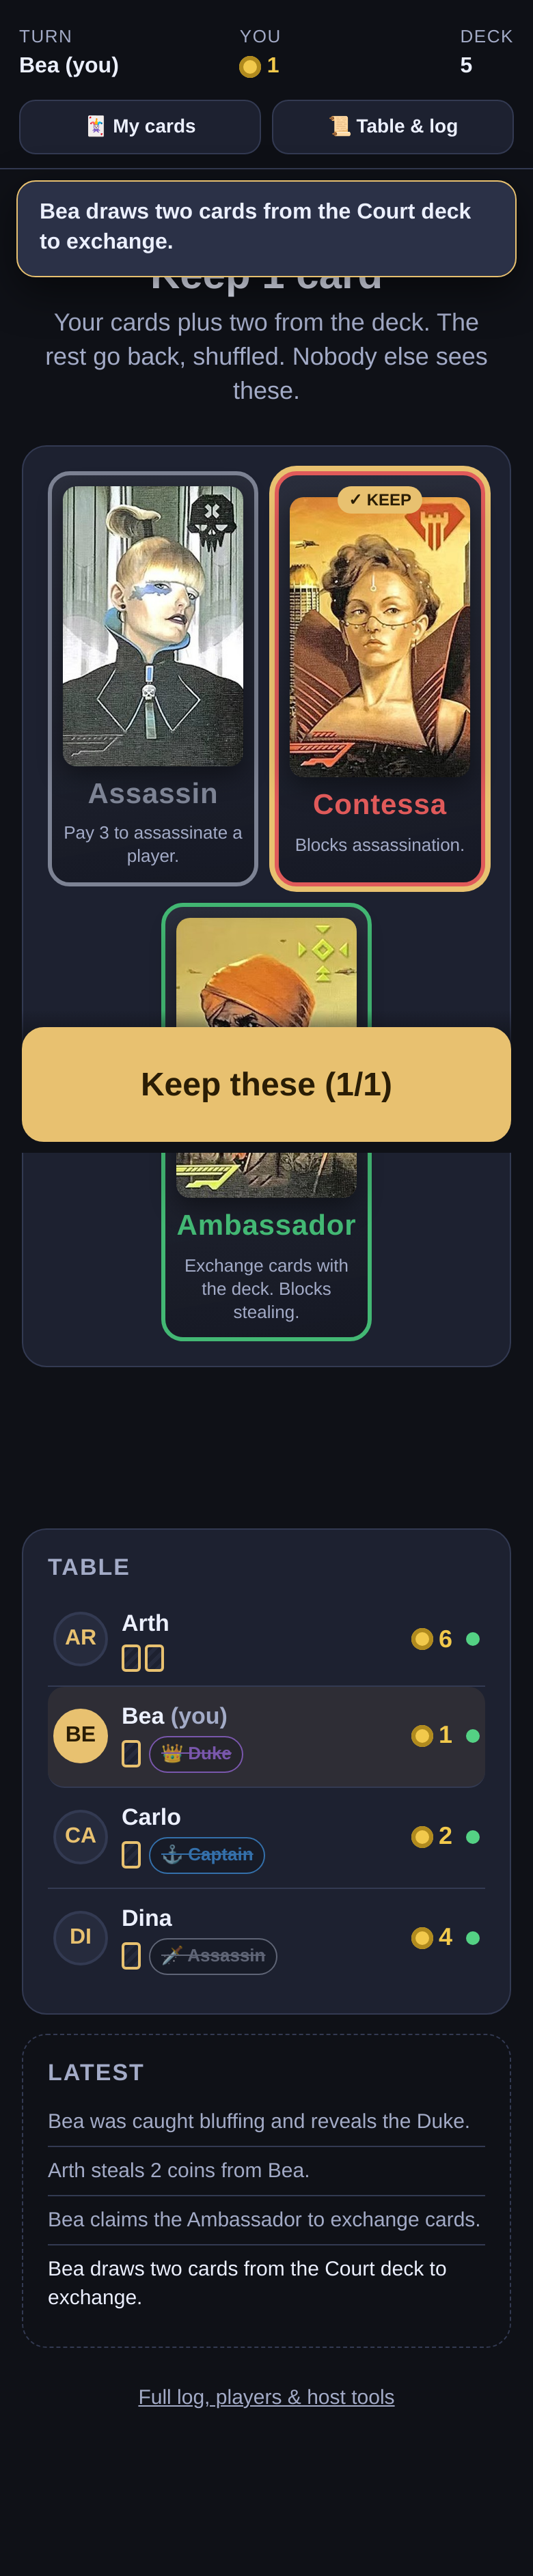 TURN
Bea (you)
YOU
1
DECK
5
🃏 My cards
📜 Table & log
Bea draws two cards from the Court deck
to exchange.
Keep 1 card
Your cards plus two from the deck. The
rest go back, shuffled. Nobody else sees
these.
Assassin
Pay 3 to assassinate a
player.
✓ KEEP
Contessa
Blocks assassination.
Keep these (1/1)
Ambassador
Exchange cards with
the deck. Blocks
stealing.
TABLE
AR
Arth
6
BE
Bea (you)
👑 Duke
1
CA
Carlo
⚓ Captain
2
DI
Dina
🗡️ Assassin
4
LATEST
Bea was caught bluffing and reveals the Duke.
Arth steals 2 coins from Bea.
Bea claims the Ambassador to exchange cards.
Bea draws two cards from the Court deck to
exchange.
Full log, players & host tools